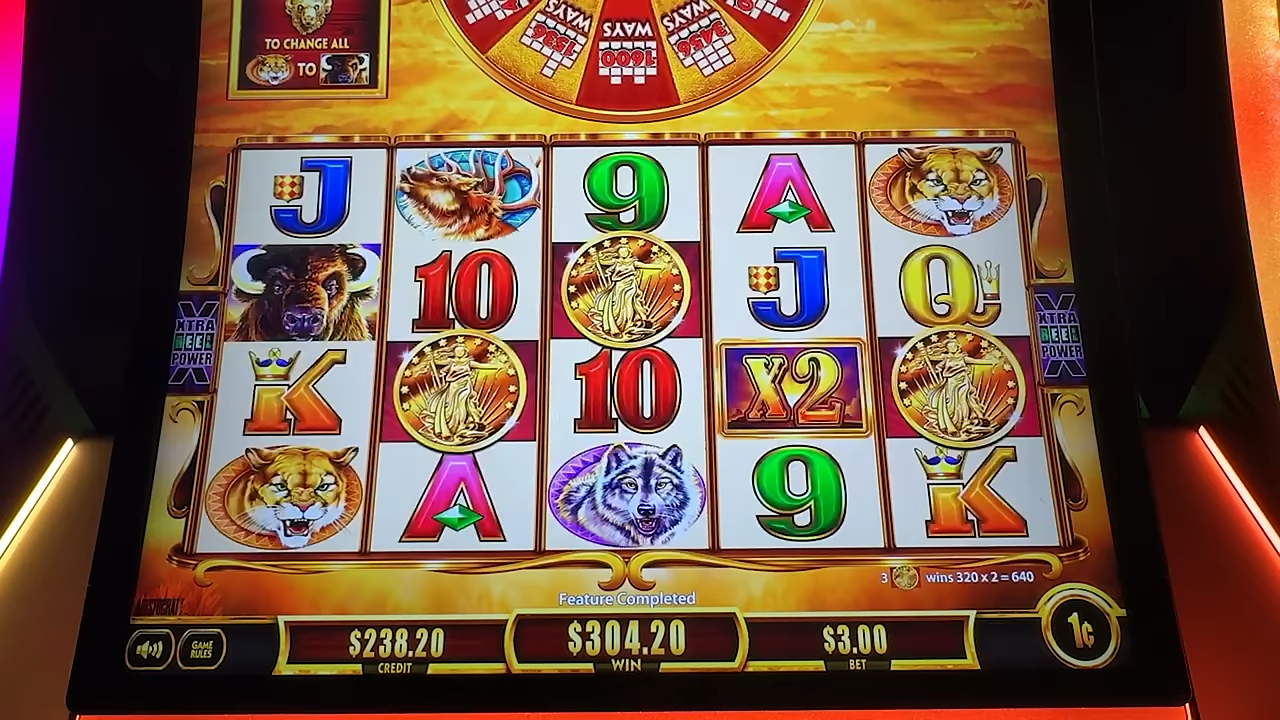 TO CHANGE ALL
TO
1536 WAYS
1600 WAYS
3456 WAYS
J
9
A
10
J
Q
XTRA REEL POWER
XTRA REEL POWER
K
10
X2
A
9
K
3 wins 320 x 2 = 640
Feature Completed
GAME RULES
$238.20
CREDIT
$304.20
WIN
$3.00
BET
1¢